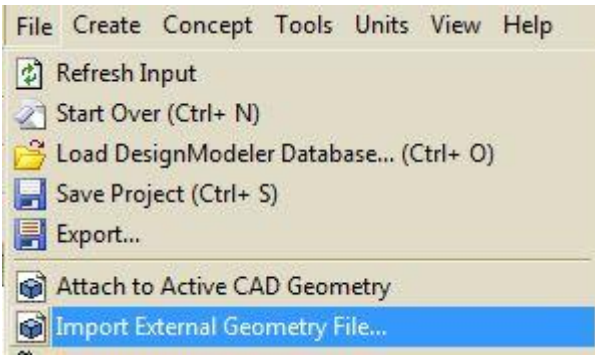 File Create Concept Tools Units View Help
Refresh Input
Start Over (Ctrl+ N)
Load DesignModeler Database... (Ctrl+ O)
Save Project (Ctrl+ S)
Export...
Attach to Active CAD Geometry
Import External Geometry File...